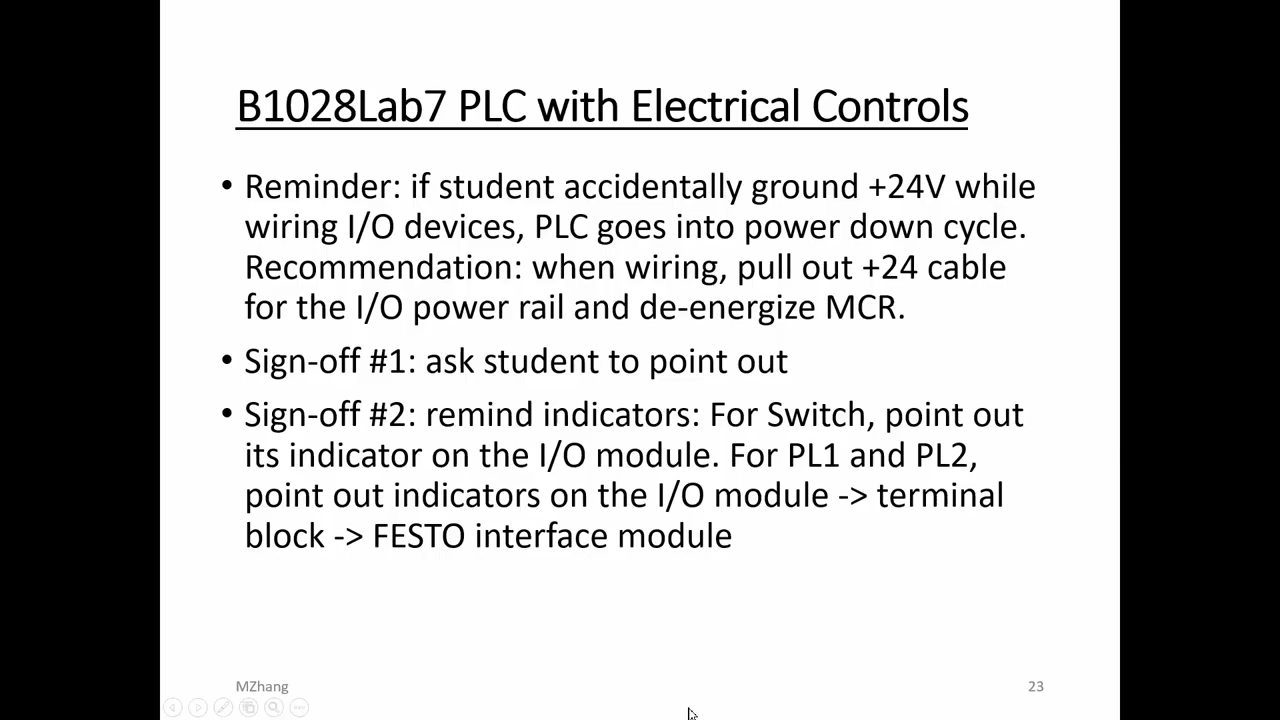 B1028Lab7 PLC with Electrical Controls
• Reminder: if student accidentally ground +24V while
wiring I/O devices, PLC goes into power down cycle.
Recommendation: when wiring, pull out +24 cable
for the I/O power rail and de-energize MCR.
• Sign-off #1: ask student to point out
• Sign-off #2: remind indicators: For Switch, point out
its indicator on the I/O module. For PL1 and PL2,
point out indicators on the I/O module -> terminal
block -> FESTO interface module
MZhang
23